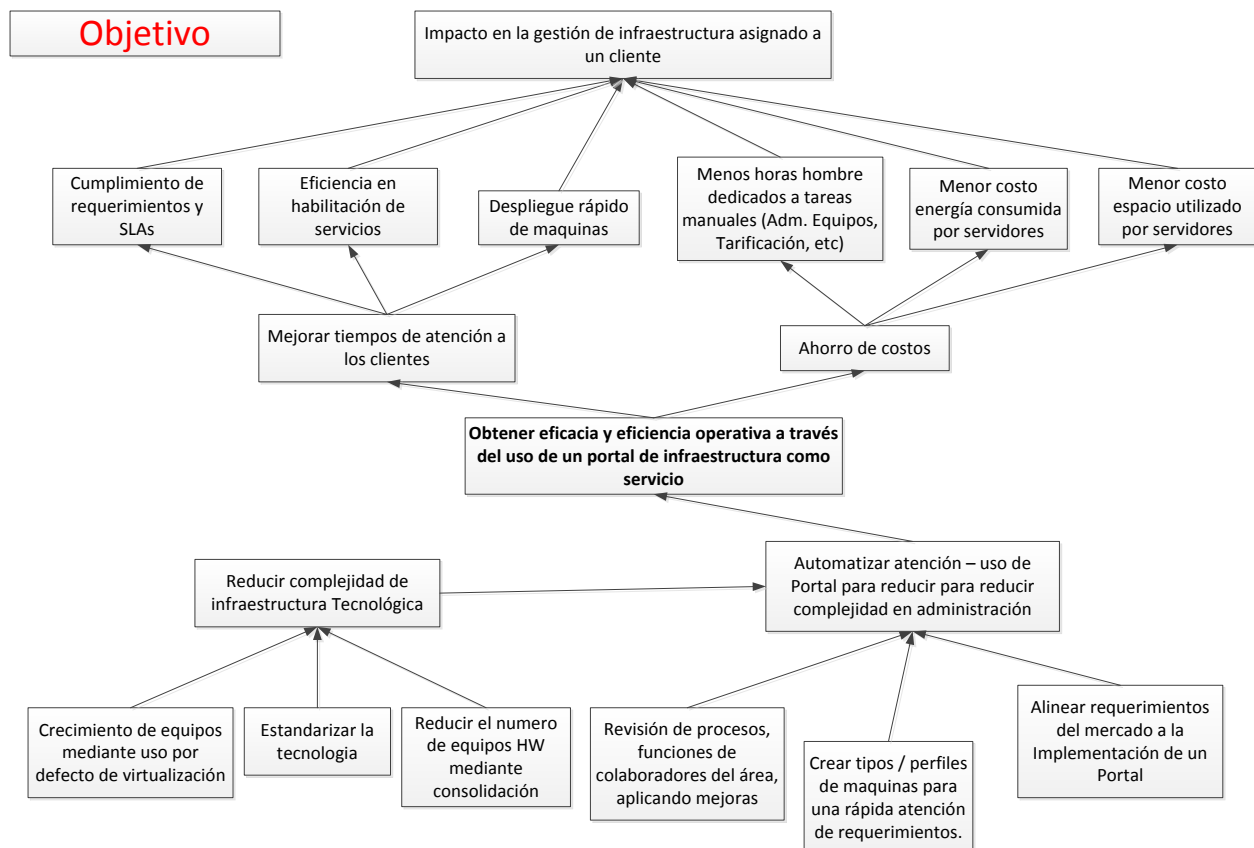 Objetivo
Impacto en la gestión de infraestructura asignado a
un cliente
Cumplimiento de
requerimientos y
SLAs
Eficiencia en
habilitación de
servicios
Despliegue rápido
de maquinas
Menos horas hombre
dedicados a tareas
manuales (Adm. Equipos,
Tarificación, etc)
Menor costo
energía consumida
por servidores
Menor costo
espacio utilizado
por servidores
Mejorar tiempos de atención a
los clientes
Ahorro de costos
Obtener eficacia y eficiencia operativa a través
del uso de un portal de infraestructura como
servicio
Reducir complejidad de
infraestructura Tecnológica
Automatizar atención – uso de
Portal para reducir para reducir
complejidad en administración
Crecimiento de equipos
mediante uso por
defecto de virtualización
Estandarizar la
tecnologia
Reducir el numero
de equipos HW
mediante
consolidación
Revisión de procesos,
funciones de
colaboradores del área,
aplicando mejoras
Crear tipos / perfiles
de maquinas para
una rápida atención
de requerimientos.
Alinear requerimientos
del mercado a la
Implementación de un
Portal